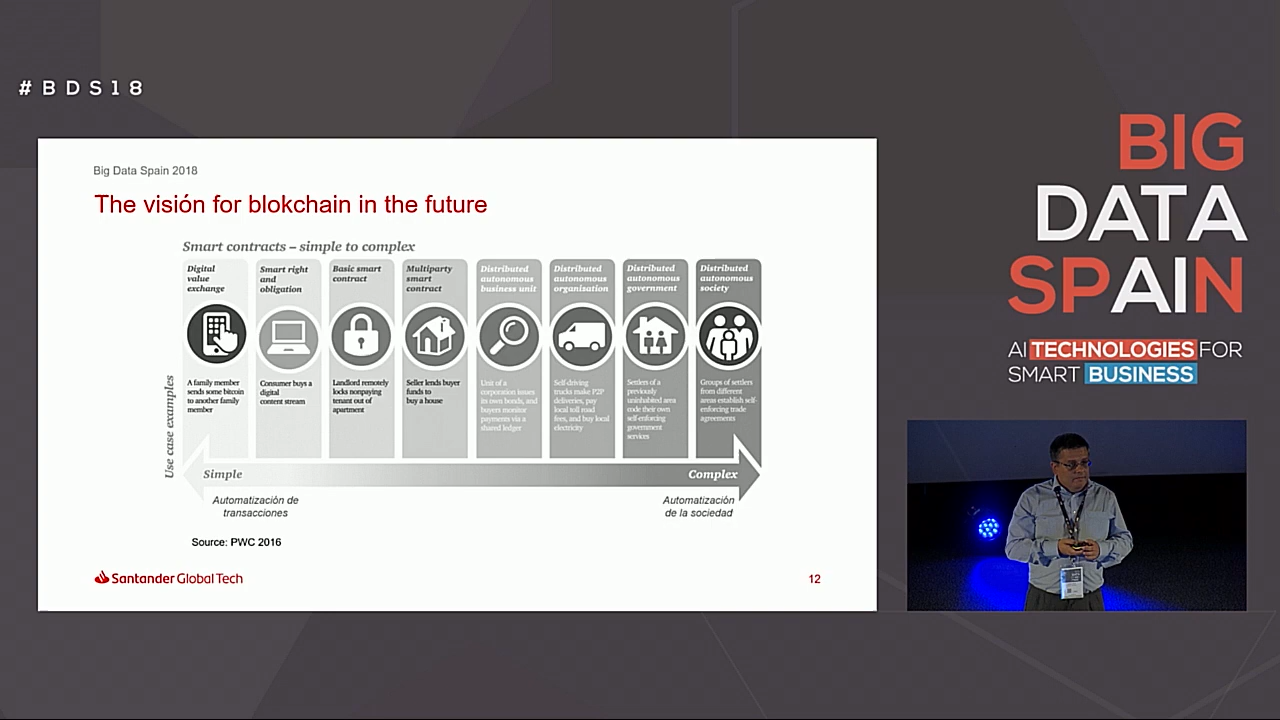 #BDS18
Big Data Spain 2018
The visión for blokchain in the future
Smart contracts – simple to complex
Digital
value
exchange
Smart right
and
obligation
Basic smart
contract
Multiparty
smart
contract
Distributed
autonomous
business unit
Distributed
autonomous
organisation
Distributed
autonomous
government
Distributed
autonomous
society
Use case examples
A family member
sends some bitcoin
to another family
member
Consumer buys a
digital
content stream
Landlord remotely
locks nonpaying
tenant out of
apartment
Seller lends buyer
funds to
buy a house
Unit of a
corporation issues
its own bonds, and
buyers monitor
payments via a
shared ledger
Self-driving
trucks make P2P
deliveries, pay
local toll road
fees, and buy local
electricity
Settlers of a
previously
uninhabited area
code their own
self-enforcing
government
services
Groups of settlers
from different
areas establish self-
enforcing trade
agreements
Simple
Complex
Automatización de
transacciones
Automatización
de la sociedad
Source: PWC 2016
Santander Global Tech
12
BIG
DATA
SPAIN
AI TECHNOLOGIES FOR
SMART BUSINESS